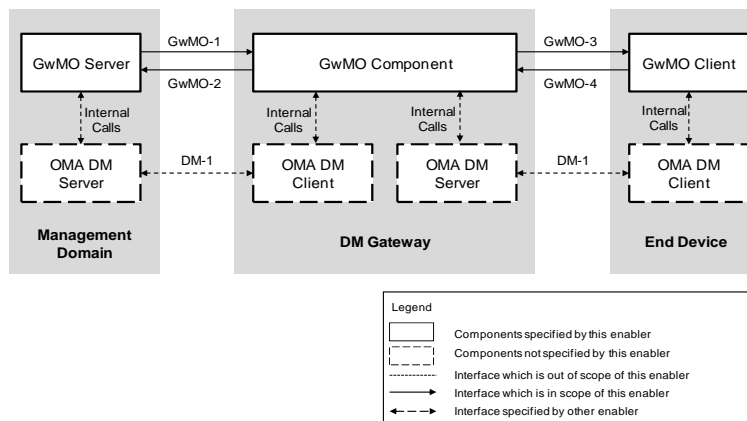 GwMO-1
GwMO-3
GwMO Server
GwMO Component
GwMO Client
GwMO-2
GwMO-4
Internal
Calls
Internal
Calls
Internal
Calls
Internal
Calls
OMA DM
Server
DM-1
OMA DM
Client
OMA DM
Server
DM-1
OMA DM
Client
Management
Domain
DM Gateway
End Device
Legend
Components specified by this enabler
Components not specified by this enabler
Interface which is out of scope of this enabler
Interface which is in scope of this enabler
Interface specified by other enabler